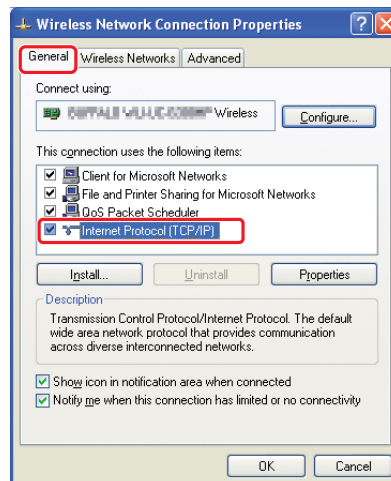 Wireless Network Connection Properties
General Wireless Networks Advanced
Connect using:
Wireless
Configure...
This connection uses the following items:
Client for Microsoft Networks
File and Printer Sharing for Microsoft Networks
QoS Packet Scheduler
Internet Protocol (TCP/IP)
Install... Uninstall Properties
Description
Transmission Control Protocol/Internet Protocol. The default
wide area network protocol that provides communication
across diverse interconnected networks.
Show icon in notification area when connected
Notify me when this connection has limited or no connectivity
OK Cancel